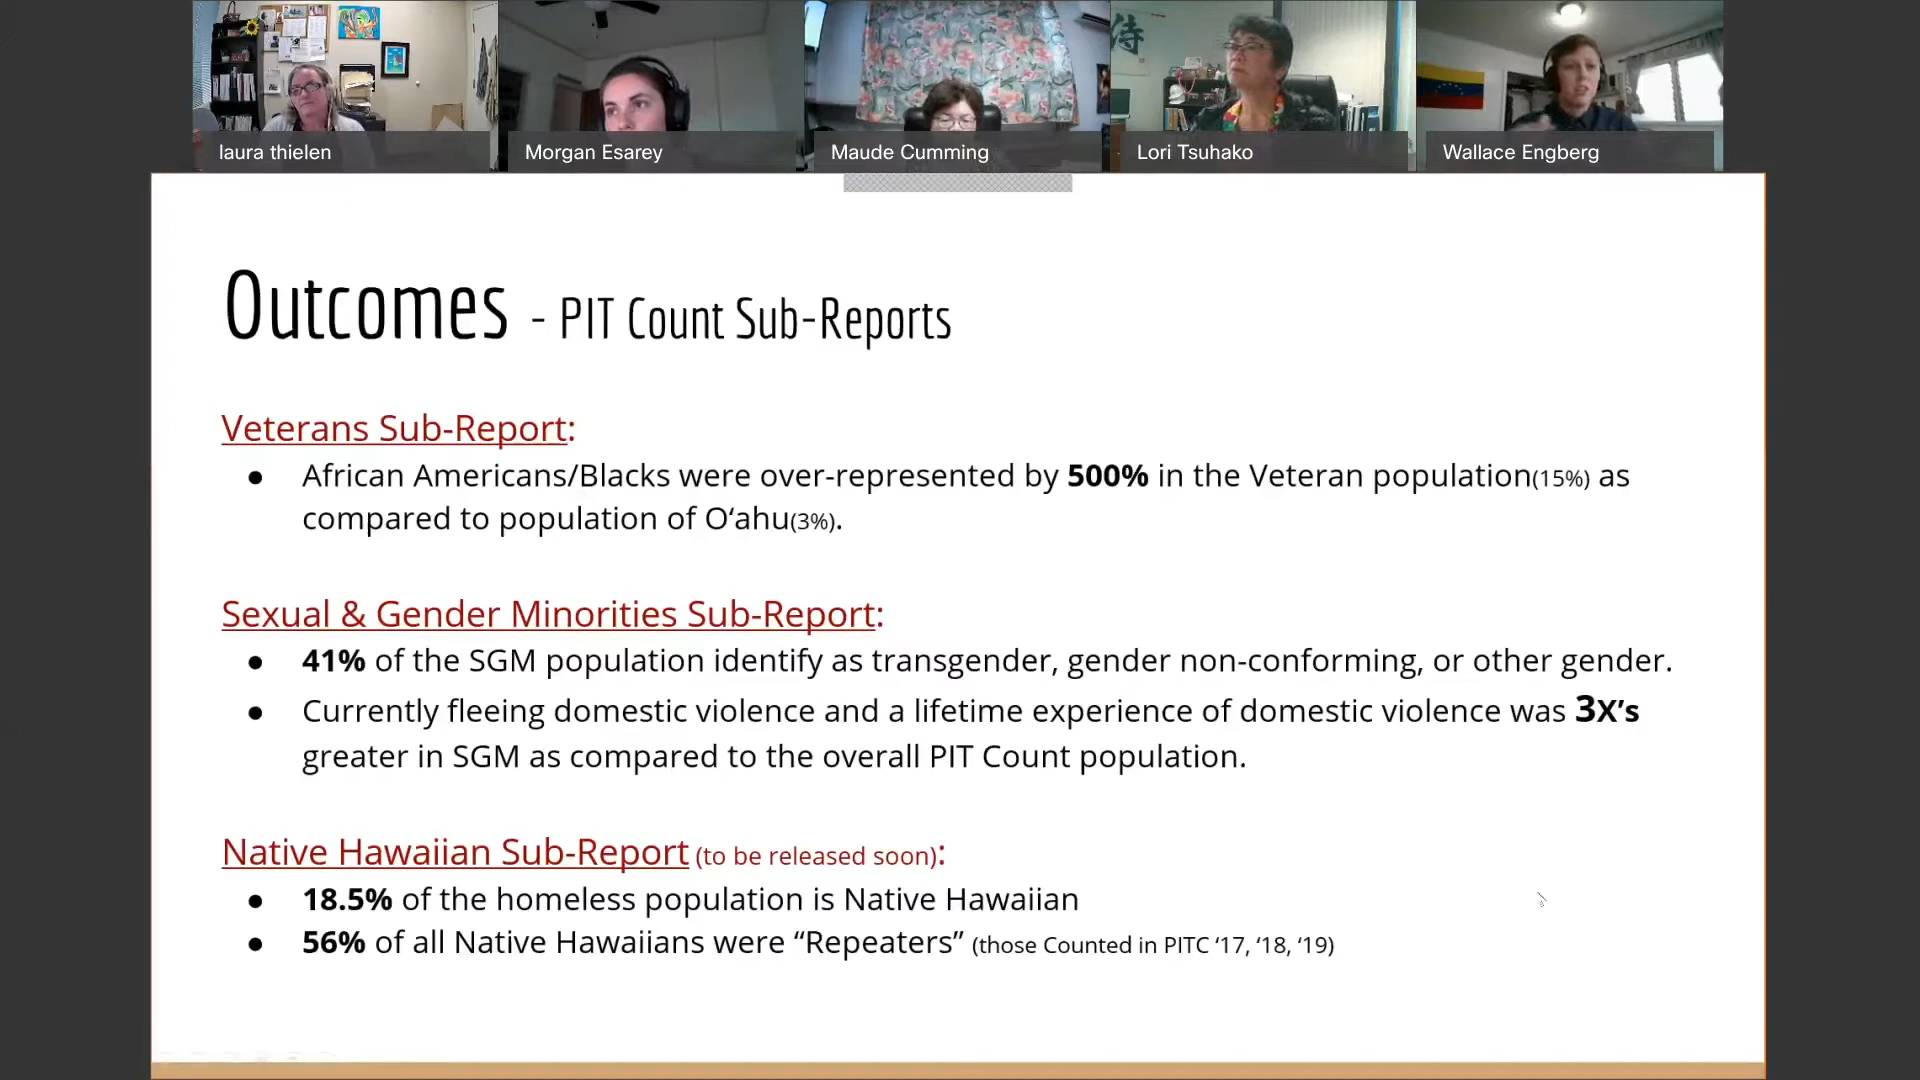 laura thielen
Morgan Esarey
Maude Cumming
Lori Tsuhako
Wallace Engberg
侍
Outcomes - PIT Count Sub-Reports
Veterans Sub-Report:
● African Americans/Blacks were over-represented by 500% in the Veteran population(15%) as
compared to population of Oʻahu(3%).
Sexual & Gender Minorities Sub-Report:
● 41% of the SGM population identify as transgender, gender non-conforming, or other gender.
● Currently fleeing domestic violence and a lifetime experience of domestic violence was 3x’s
greater in SGM as compared to the overall PIT Count population.
Native Hawaiian Sub-Report (to be released soon):
● 18.5% of the homeless population is Native Hawaiian
● 56% of all Native Hawaiians were “Repeaters” (those Counted in PITC ‘17, ‘18, ‘19)